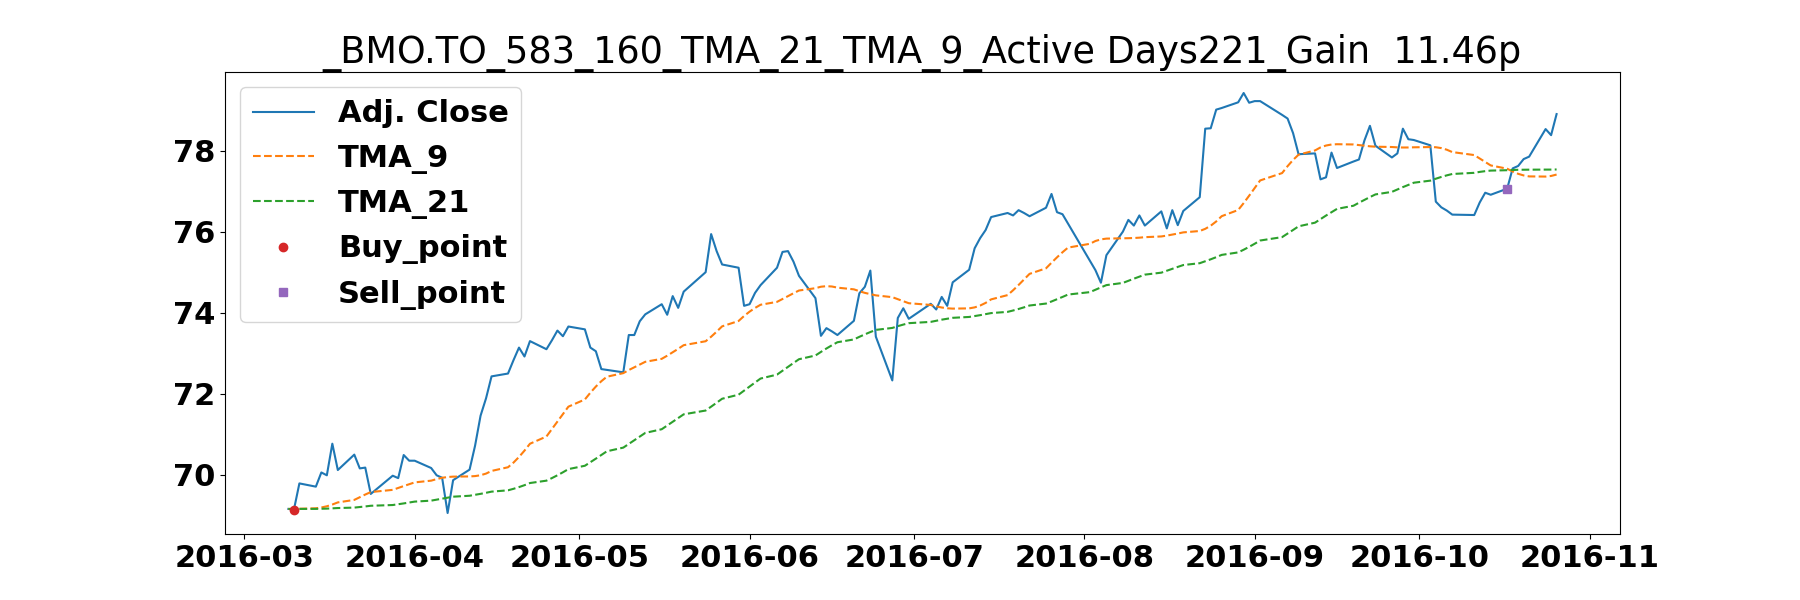 _BMO.TO_583_160_TMA_21_TMA_9_Active Days221_Gain  11.46p
Adj. Close
TMA_9
TMA_21
Buy_point
Sell_point
78
76
74
72
70
2016-03 2016-04 2016-05 2016-06 2016-07 2016-08 2016-09 2016-10 2016-11